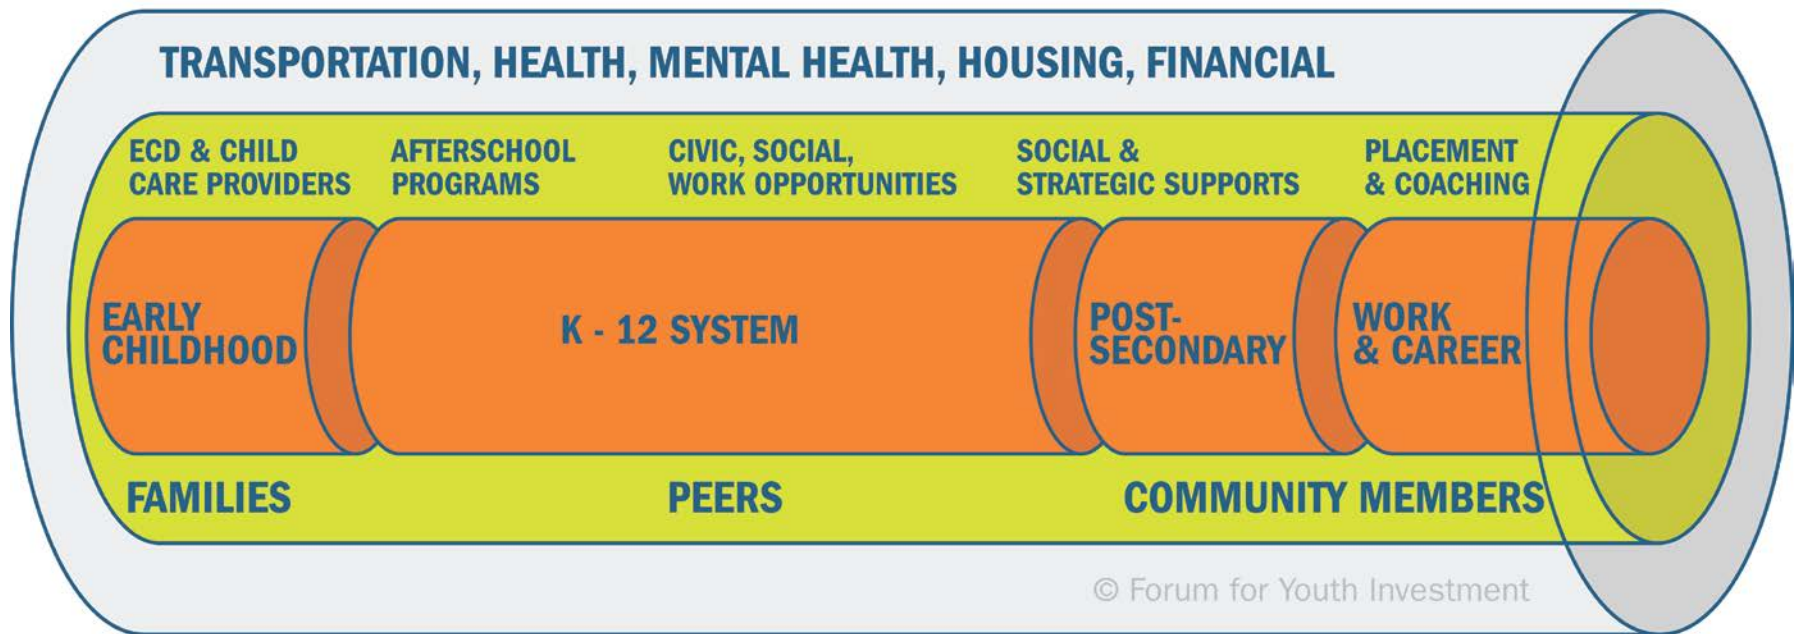 TRANSPORTATION, HEALTH, MENTAL HEALTH, HOUSING, FINANCIAL
ECD & CHILD
CARE PROVIDERS
AFTERSCHOOL
PROGRAMS
CIVIC, SOCIAL,
WORK OPPORTUNITIES
SOCIAL &
STRATEGIC SUPPORTS
PLACEMENT
& COACHING
EARLY
CHILDHOOD
K - 12 SYSTEM
POST-
SECONDARY
WORK
& CAREER
FAMILIES
PEERS
COMMUNITY MEMBERS
© Forum for Youth Investment